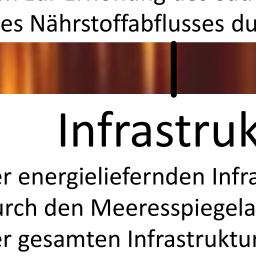 es Nährstoffabflusses du
Infrastruk
er energieliefernden Infra
urch den Meeresspiegela
er gesamten Infrastruktur